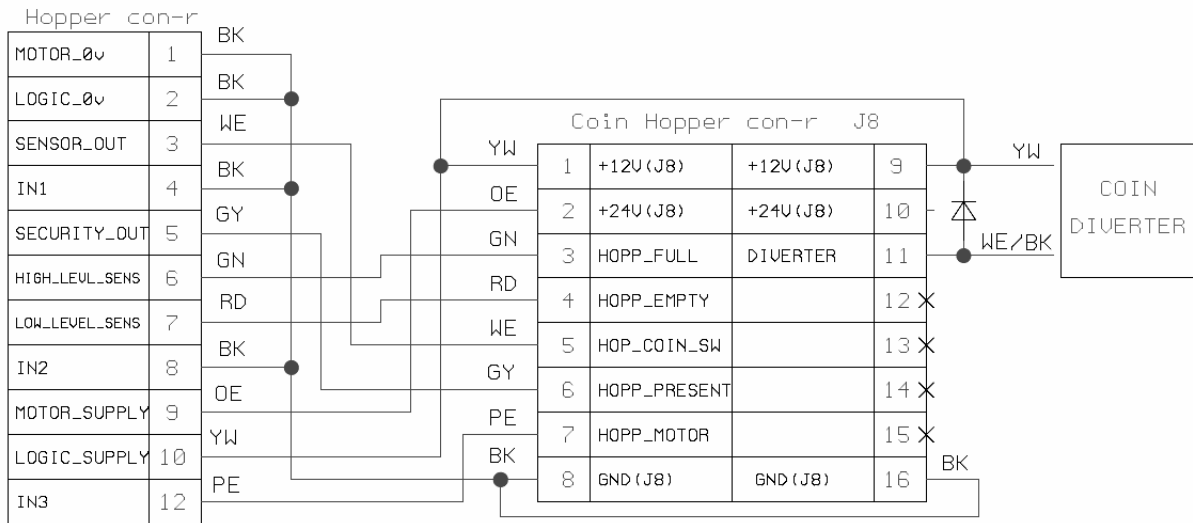 Hopper con-r
MOTOR_0v 1 BK
LOGIC_0v 2 BK
SENSOR_OUT 3 WE
IN1 4 BK
SECURITY_OUT 5 GY
HIGH_LEVL_SENS 6 GN
LOW_LEVEL_SENS 7 RD
IN2 8 BK
MOTOR_SUPPLY 9 OE
LOGIC_SUPPLY 10 YW
IN3 12 PE
Coin Hopper con-r J8
YW 1 +12V(J8) +12V(J8) 9 YW
OE 2 +24V(J8) +24V(J8) 10
GN 3 HOPP_FULL DIVERTER 11 WE/BK
RD 4 HOPP_EMPTY 12
WE 5 HOP_COIN_SW 13
GY 6 HOPP_PRESENT 14
PE 7 HOPP_MOTOR 15
BK 8 GND(J8) GND(J8) 16 BK
COIN
DIVERTER